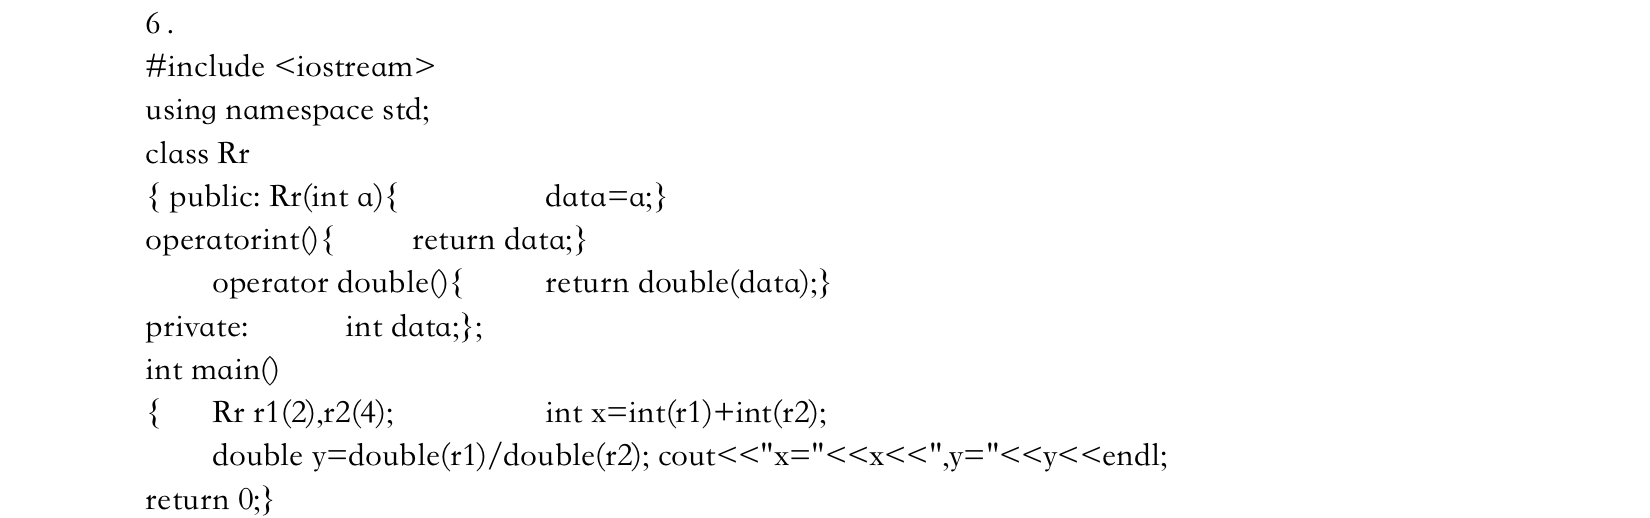 6 .
#include <iostream>
using namespace std;
class Rr
{ public: Rr(int a){ data=a;}
operatorint(){ return data;}
operator double(){ return double(data);}
private: int data;};
int main()
{ Rr r1(2),r2(4); int x=int(r1)+int(r2);
double y=double(r1)/double(r2); cout<<"x="<<x<<",y="<<y<<endl;
return 0;}